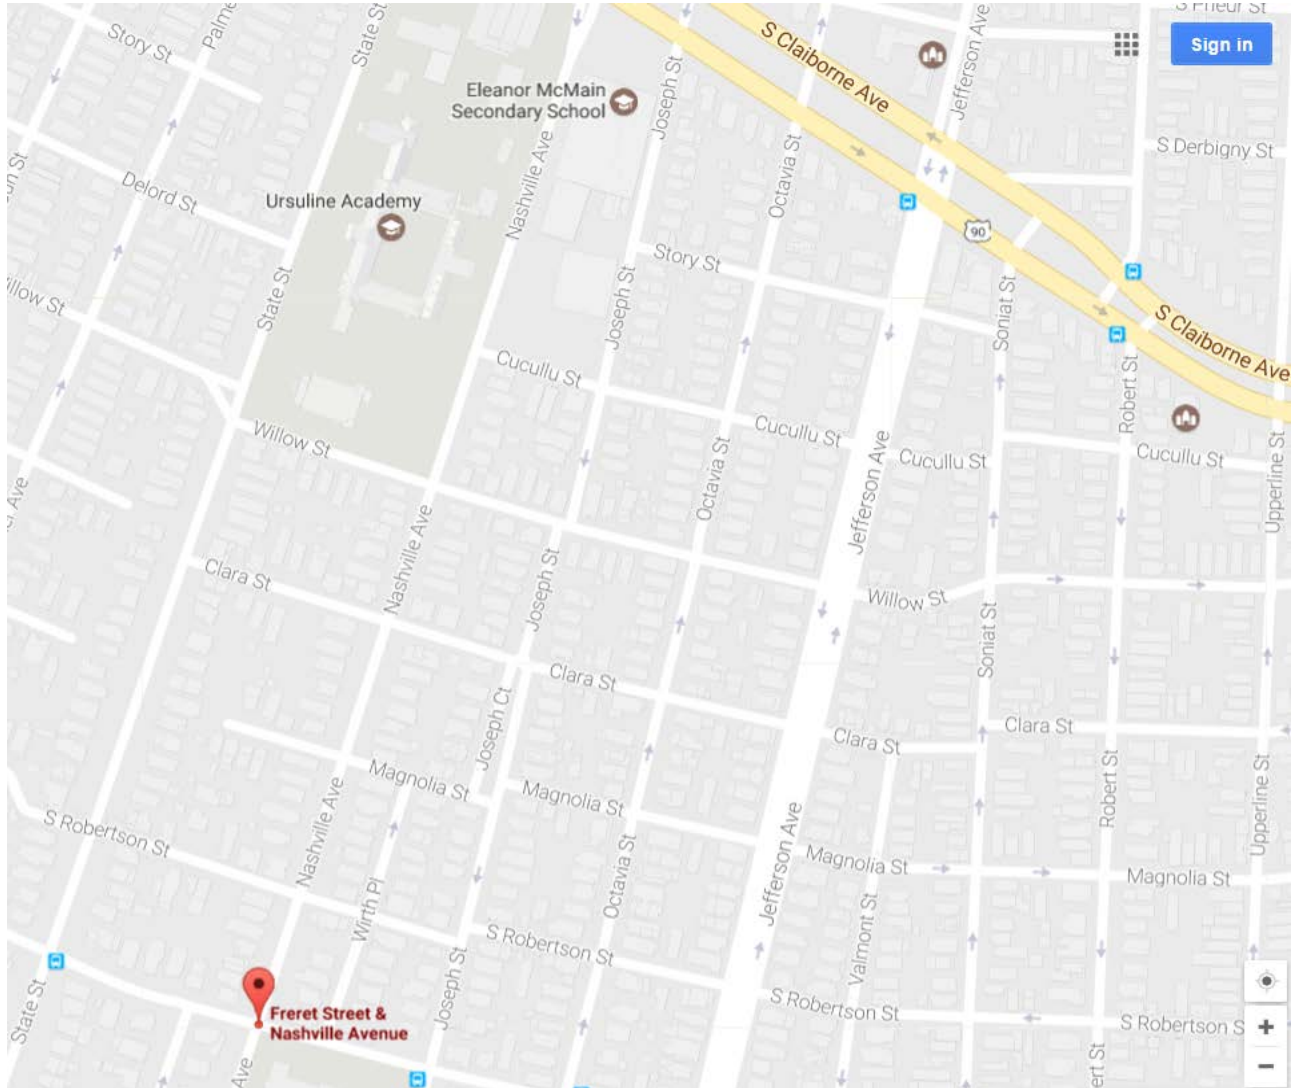 S Prieur St
Story St
Palme
State St
S Claiborne Ave
Jefferson Ave
Sign in
Eleanor McMain
Secondary School
Joseph St
Nashville Ave
Octavia St
S Derbigny St
Delord St
Ursuline Academy
90
Story St
State St
Joseph St
Soniat St
S Claiborne Ave
Robert St
Cucullu St
Willow St
Cucullu St
Cucullu St
Cucullu St
Octavia St
Jefferson Ave
Upperline St
Nashville Ave
Clara St
Joseph St
Willow St
Soniat St
Clara St
Joseph Ct
Clara St
Clara St
Magnolia St
Magnolia St
Robert St
Upperline St
S Robertson St
Nashville Ave
Wirth Pl
Octavia St
Jefferson Ave
Magnolia St
Magnolia St
Valmont St
S Robertson St
State St
Joseph St
Freret Street &
Nashville Avenue
S Robertson St
S Robertson S
Ave
ert St
+
−